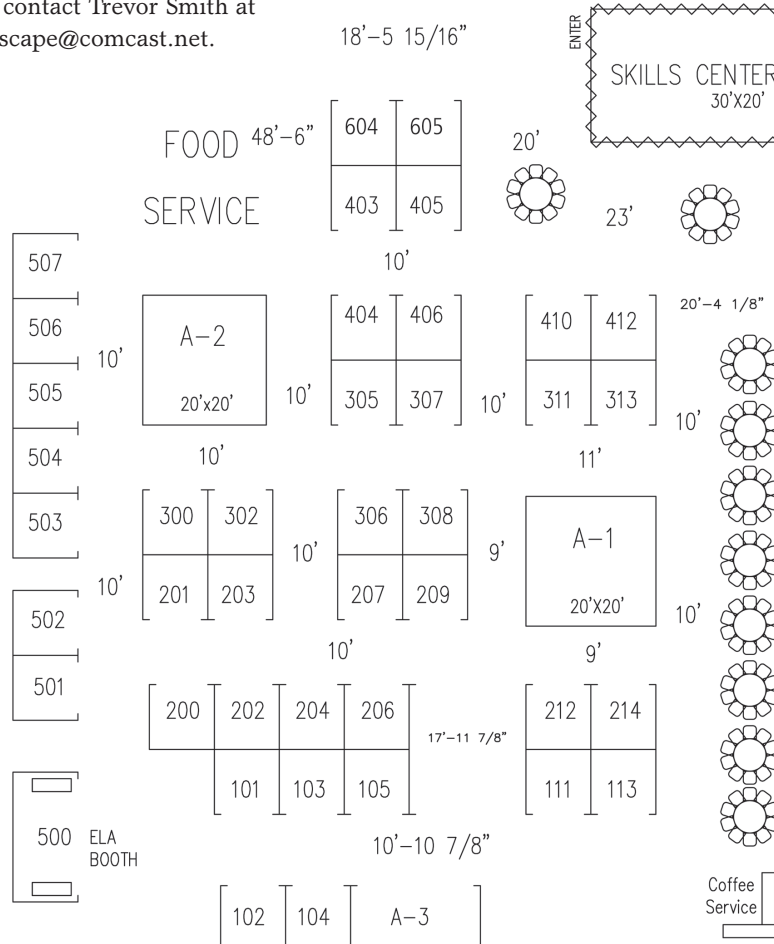 contact Trevor Smith at
scape@comcast.net.
18'-5 15/16"
ENTER
SKILLS CENTER
30'X20'
FOOD
SERVICE
48'-6"
604 605
403 405
20'
23'
10'
507
506
505
504
503
10'
A-2
20'x20'
10'
404 406
305 307
10'
410 412
311 313
20'-4 1/8"
10'
10'
11'
300 302
201 203
10'
306 308
207 209
9'
A-1
20'X20'
10'
10'
502
501
10'
9'
200 202 204 206
101 103 105
17'-11 7/8"
212 214
111 113
500
ELA
BOOTH
10'-10 7/8"
102 104 A-3
Coffee
Service